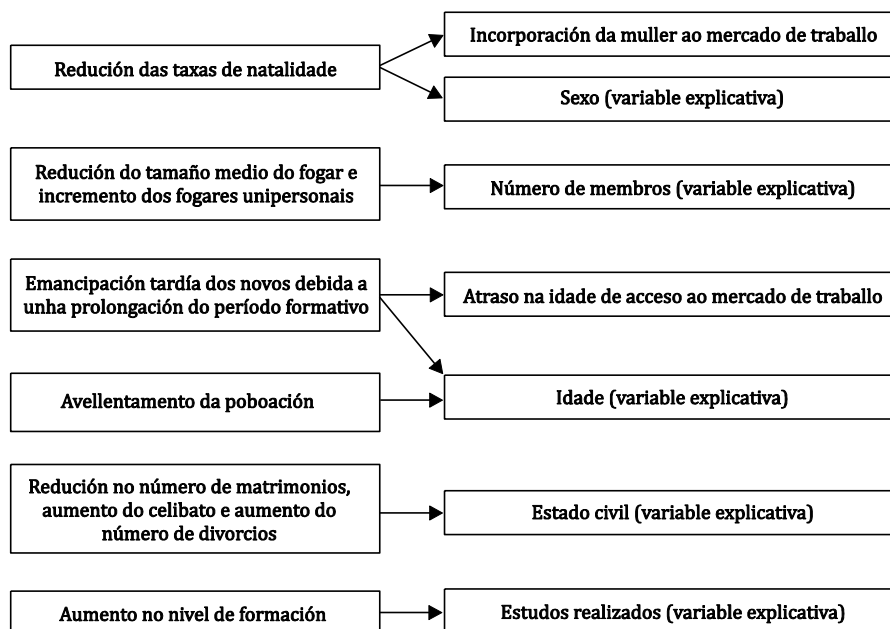 Redución das taxas de natalidade
Incorporación da muller ao mercado de traballo
Sexo (variable explicativa)
Redución do tamaño medio do fogar e
incremento dos fogares unipersonais
Número de membros (variable explicativa)
Emancipación tardía dos novos debida a
unha prolongación do período formativo
Atraso na idade de acceso ao mercado de traballo
Avellentamento da poboación
Idade (variable explicativa)
Redución no número de matrimonios,
aumento do celibato e aumento do
número de divorcios
Estado civil (variable explicativa)
Aumento no nivel de formación
Estudos realizados (variable explicativa)